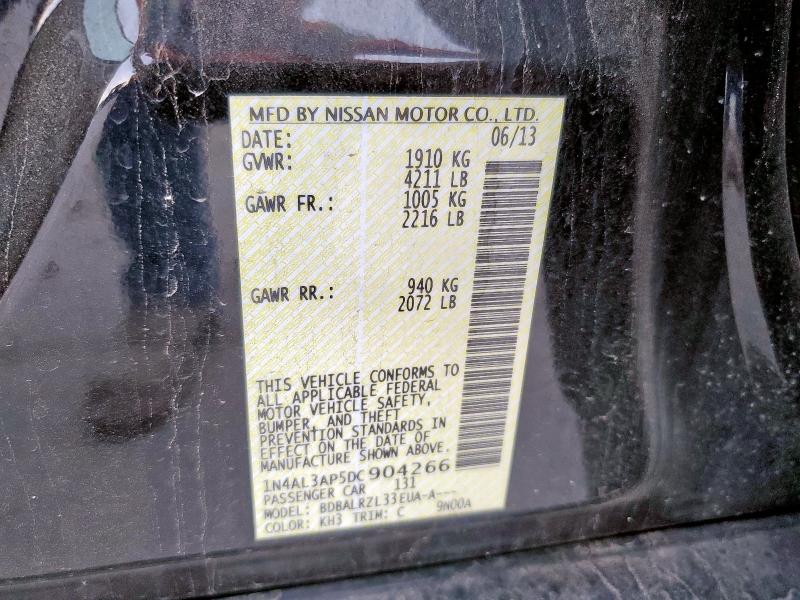 MFD BY NISSAN MOTOR CO., LTD.
DATE: 06/13
GVWR: 1910 KG
4211 LB
GAWR FR.: 1005 KG
2216 LB
GAWR RR.: 940 KG
2072 LB
THIS VEHICLE CONFORMS TO
ALL APPLICABLE FEDERAL
MOTOR VEHICLE SAFETY,
BUMPER, AND THEFT
PREVENTION STANDARDS IN
EFFECT ON THE DATE OF
MANUFACTURE SHOWN ABOVE.
1N4AL3AP5DC904266
PASSENGER CAR 131
MODEL: BDBALRZL33EUA-A---
COLOR: KH3 TRIM: C 9N00A